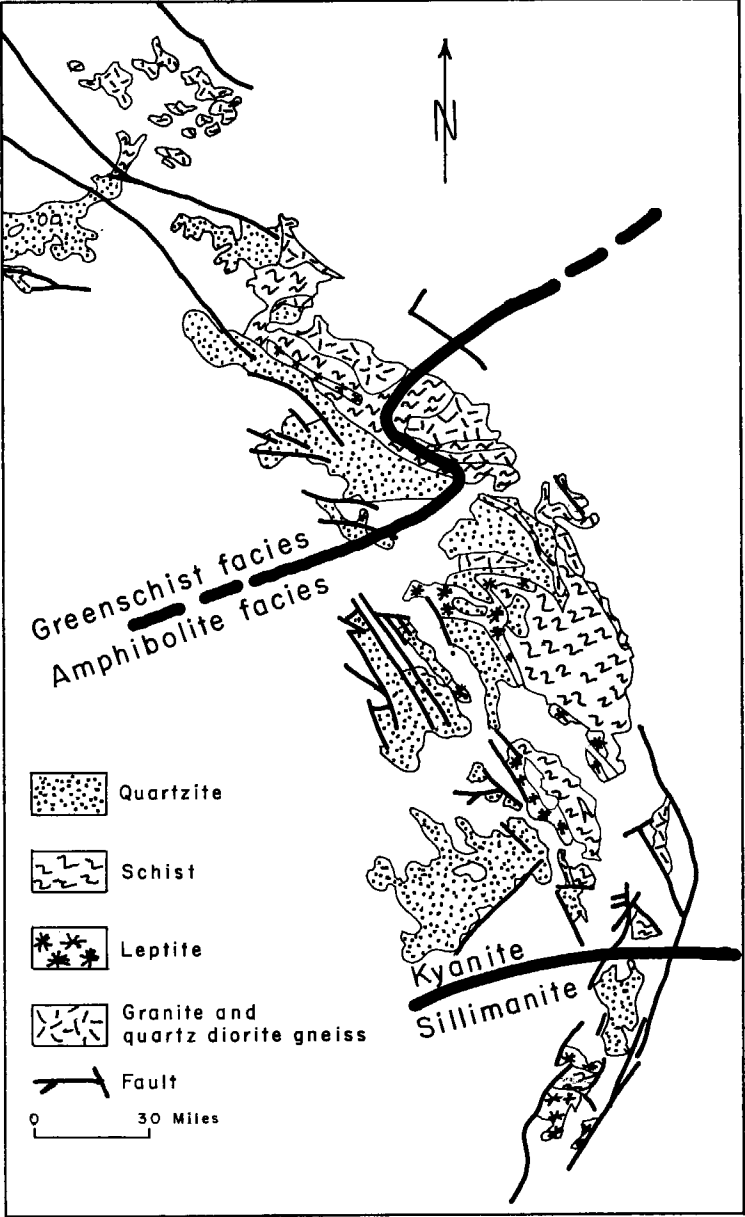 N
Greenschist facies
Amphibolite facies
Quartzite
Schist
Leptite
Granite and
quartz diorite gneiss
Fault
0 30 Miles
Kyanite
Sillimanite